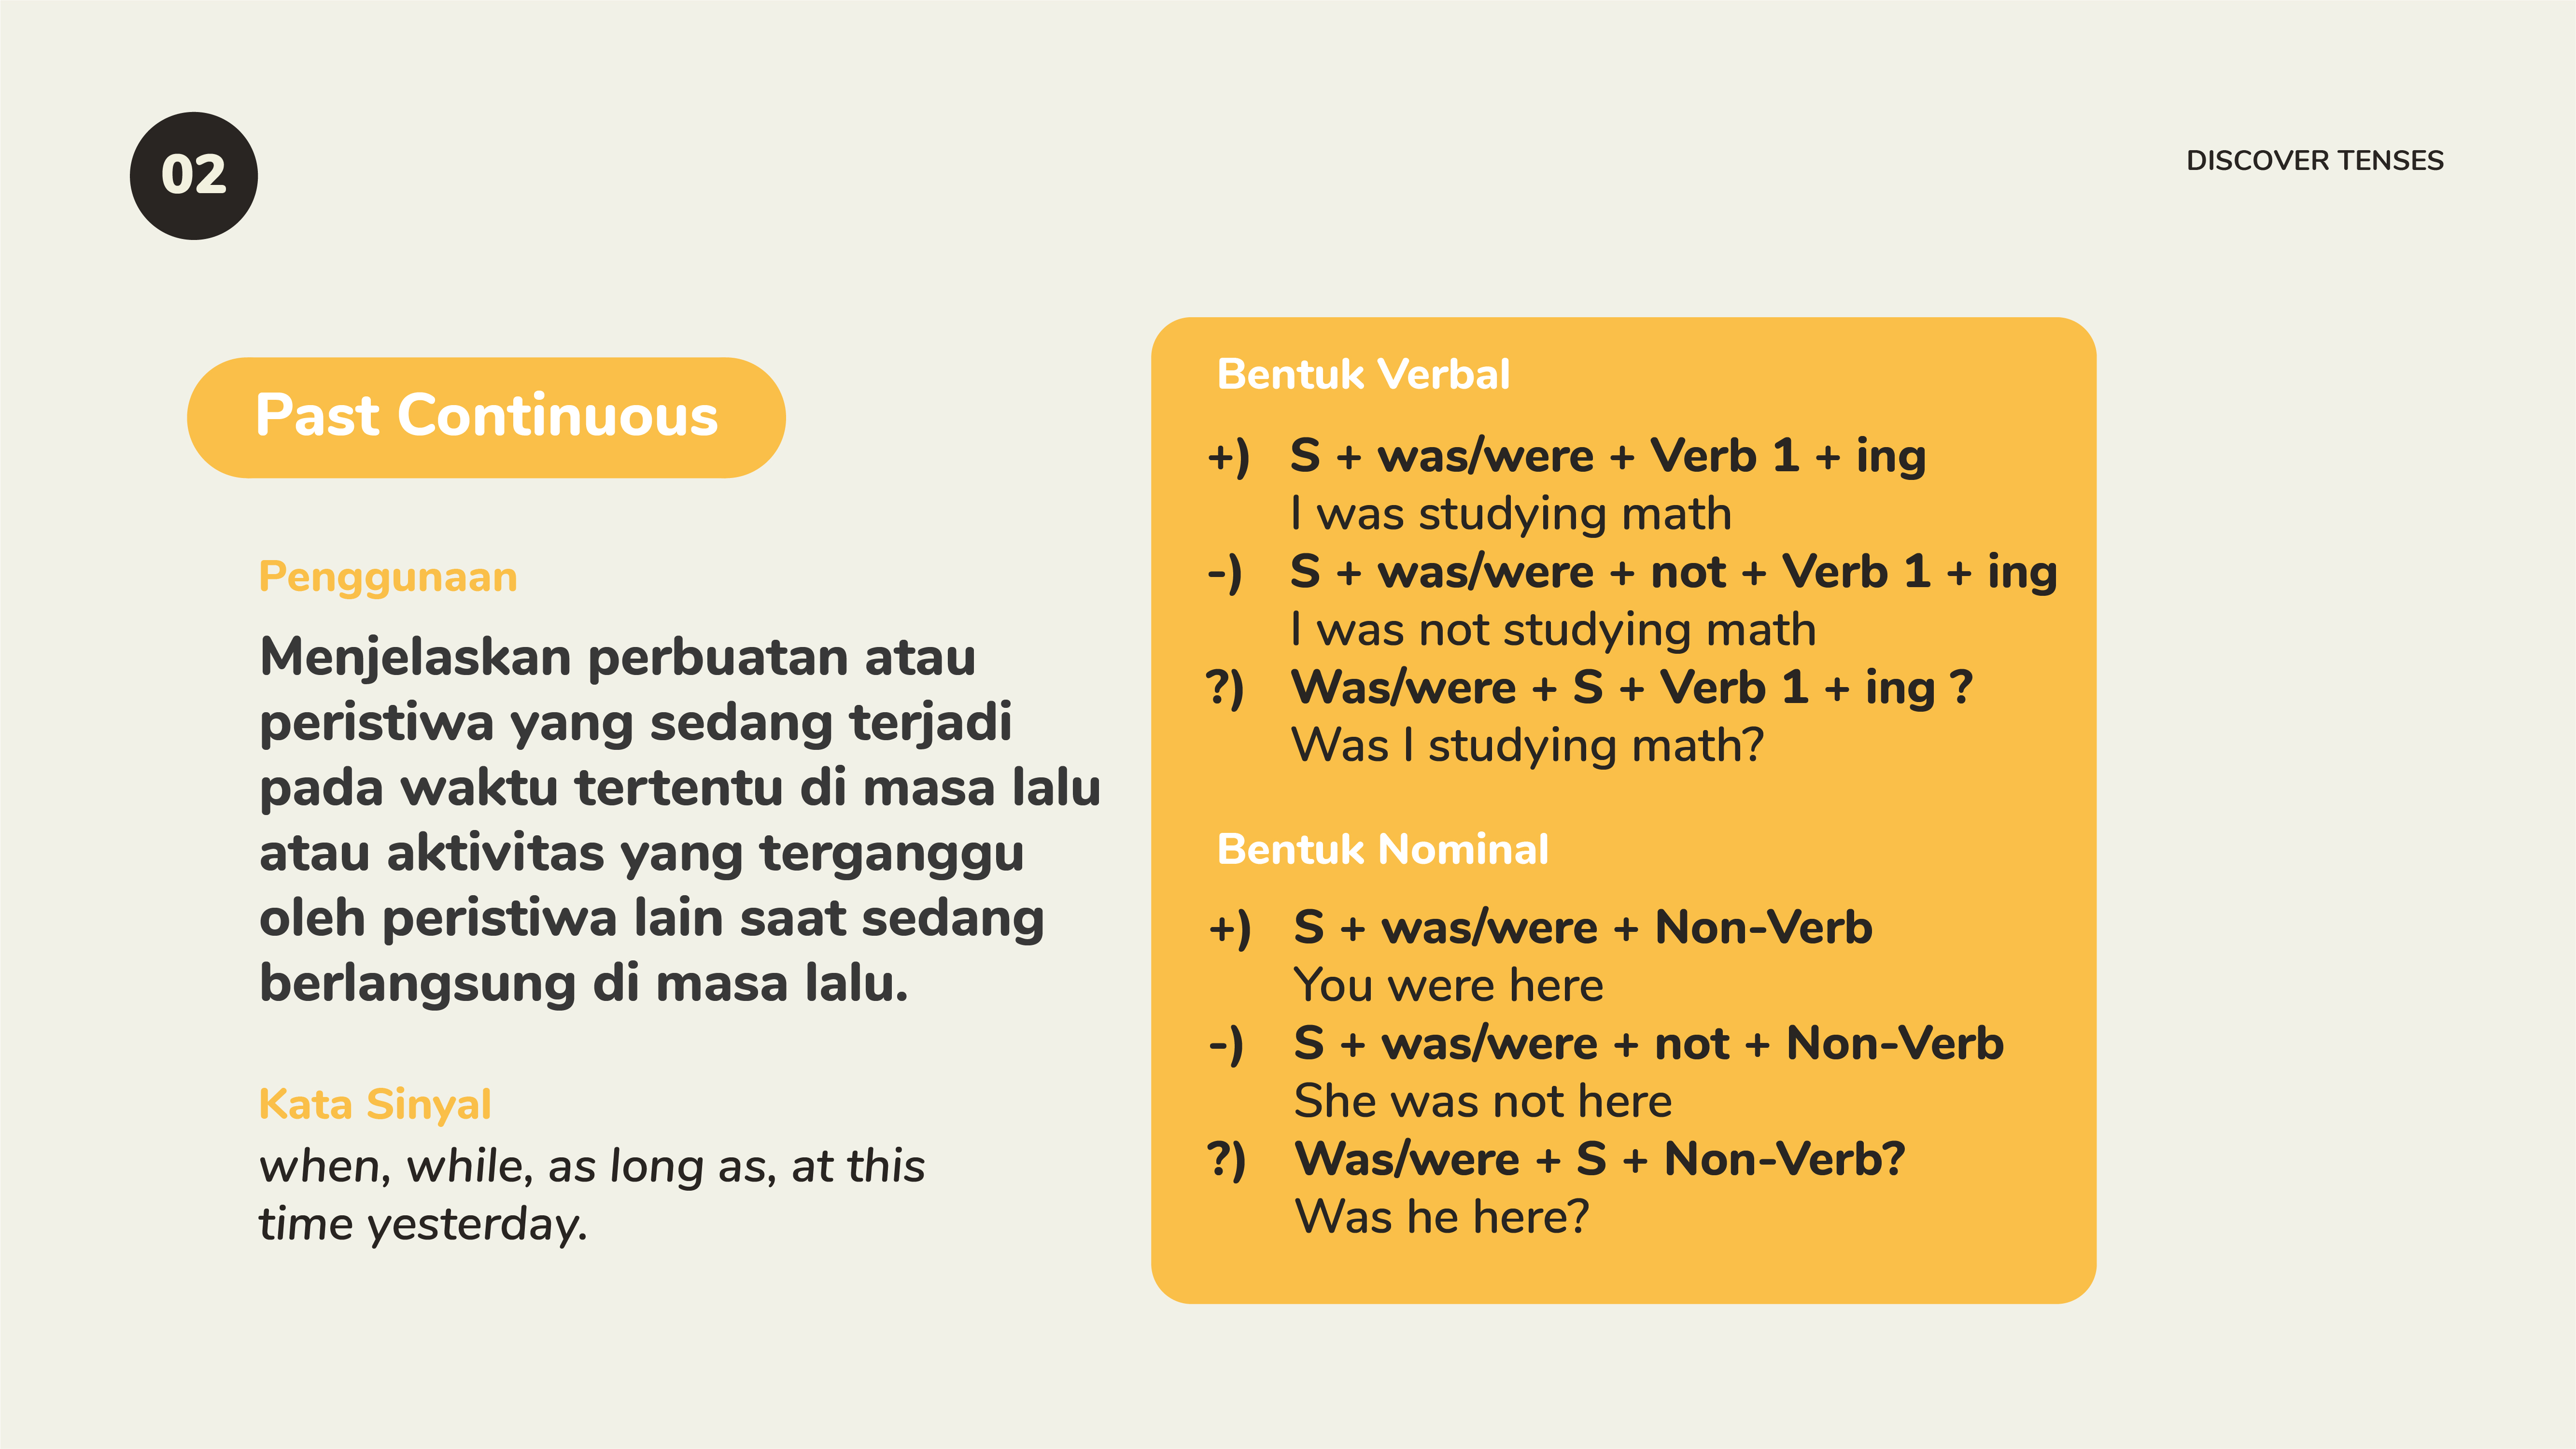 02
DISCOVER TENSES
Past Continuous
Penggunaan
Menjelaskan perbuatan atau
peristiwa yang sedang terjadi
pada waktu tertentu di masa lalu
atau aktivitas yang terganggu
oleh peristiwa lain saat sedang
berlangsung di masa lalu.
Kata Sinyal
when, while, as long as, at this
time yesterday.
Bentuk Verbal
+) S + was/were + Verb 1 + ing
I was studying math
-) S + was/were + not + Verb 1 + ing
I was not studying math
?) Was/were + S + Verb 1 + ing ?
Was I studying math?
Bentuk Nominal
+) S + was/were + Non-Verb
You were here
-) S + was/were + not + Non-Verb
She was not here
?) Was/were + S + Non-Verb?
Was he here?